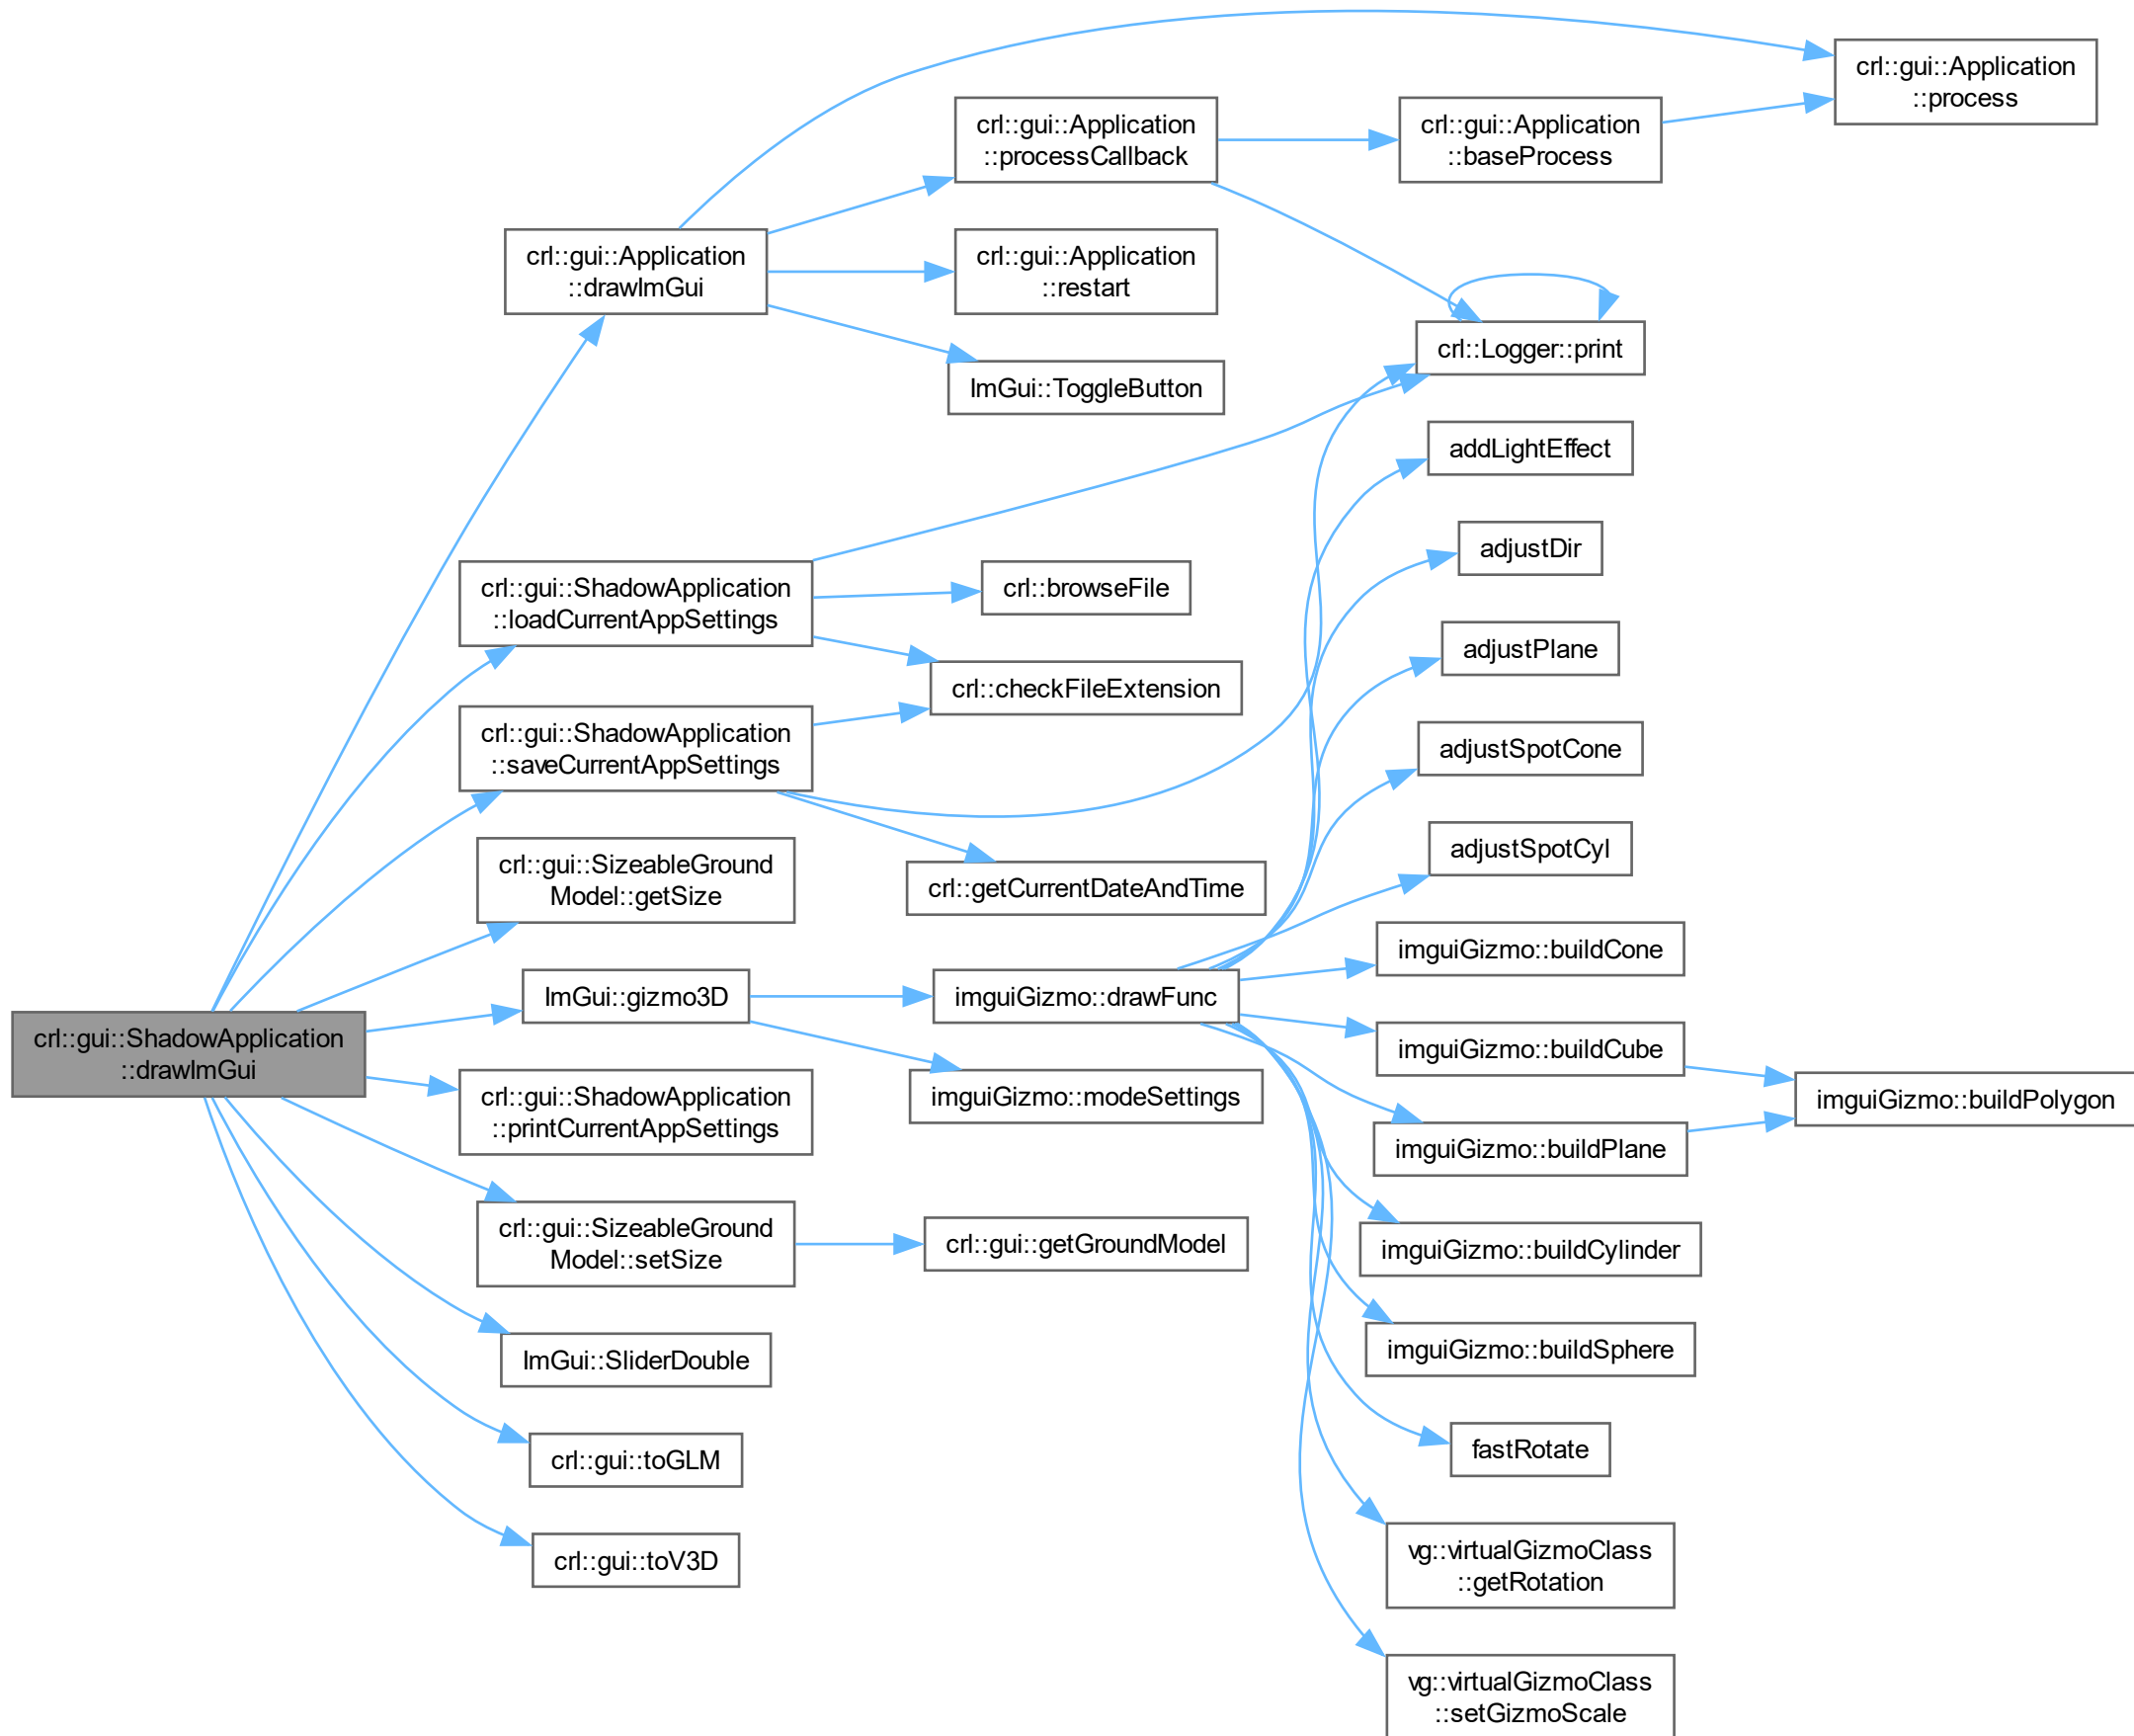 crl::gui::Application
::process
crl::gui::Application
::processCallback
crl::gui::Application
::baseProcess
crl::gui::Application
::drawImGui
crl::gui::Application
::restart
crl::Logger::print
ImGui::ToggleButton
addLightEffect
adjustDir
crl::gui::ShadowApplication
::loadCurrentAppSettings
crl::browseFile
adjustPlane
crl::checkFileExtension
crl::gui::ShadowApplication
::saveCurrentAppSettings
adjustSpotCone
adjustSpotCyl
crl::gui::SizeableGround
Model::getSize
crl::getCurrentDateAndTime
imguiGizmo::buildCone
ImGui::gizmo3D
imguiGizmo::drawFunc
crl::gui::ShadowApplication
::drawImGui
imguiGizmo::buildCube
crl::gui::ShadowApplication
::printCurrentAppSettings
imguiGizmo::modeSettings
imguiGizmo::buildPolygon
imguiGizmo::buildPlane
crl::gui::SizeableGround
Model::setSize
crl::gui::getGroundModel
imguiGizmo::buildCylinder
imguiGizmo::buildSphere
ImGui::SliderDouble
fastRotate
crl::gui::toGLM
crl::gui::toV3D
vg::virtualGizmoClass
::getRotation
vg::virtualGizmoClass
::setGizmoScale